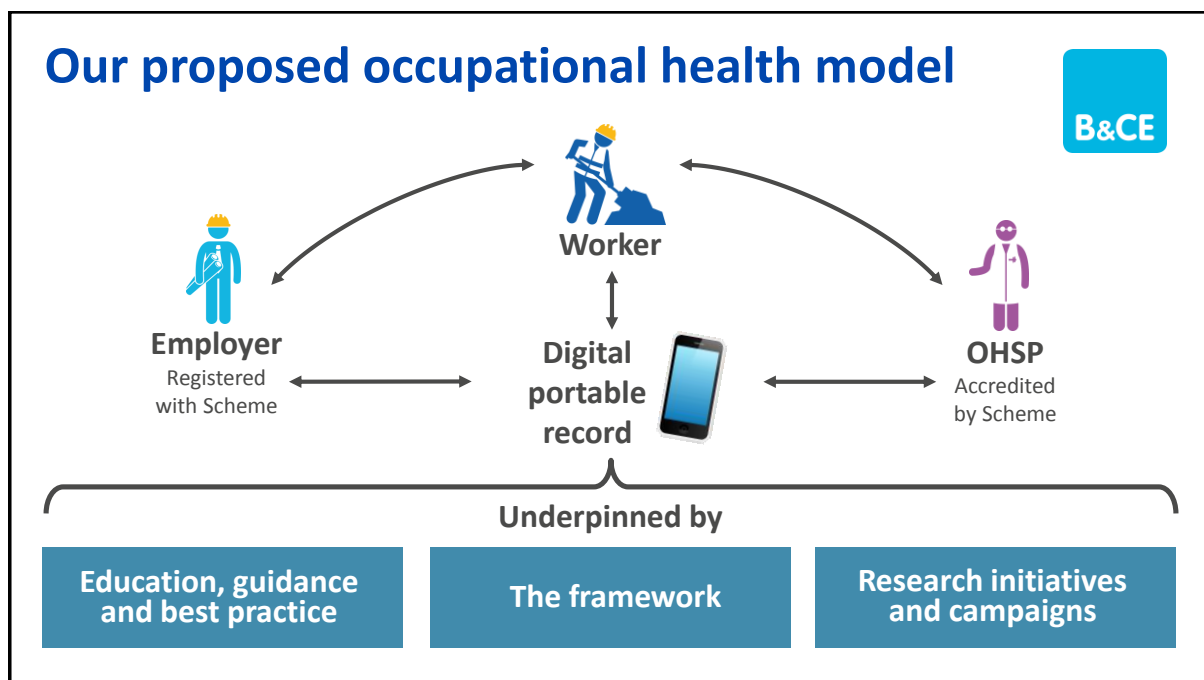 Our proposed occupational health model
B&CE
Worker
Employer
Registered
with Scheme
Digital
portable
record
OHSP
Accredited
by Scheme
Underpinned by
Education, guidance
and best practice
The framework
Research initiatives
and campaigns